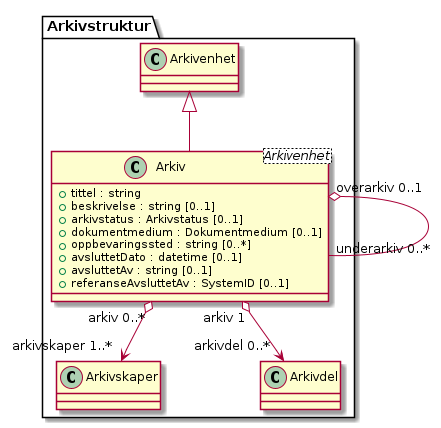 Arkivstruktur
C Arkivenhet
C Arkiv
Arkivenhet
tittel : string
beskrivelse : string [0..1]
arkivstatus : Arkivstatus [0..1]
dokumentmedium : Dokumentmedium [0..1]
oppbevaringssted : string [0..*]
avsluttetDato : datetime [0..1]
avsluttetAv : string [0..1]
referanseAvsluttetAv : SystemID [0..1]
overarkiv 0..1
underarkiv 0..*
arkiv 0..*
arkiv 1
arkivskaper 1..*
arkivdel 0..*
C Arkivskaper
C Arkivdel